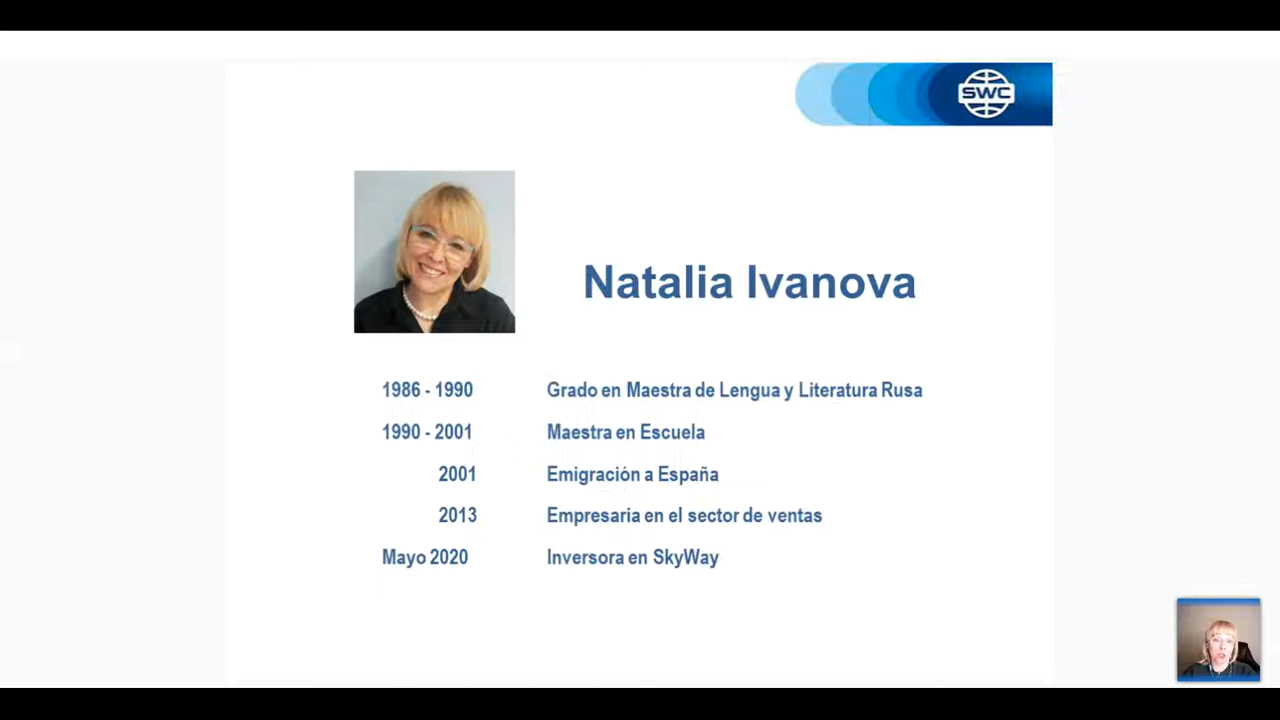 SWC
Natalia Ivanova
1986 - 1990 Grado en Maestra de Lengua y Literatura Rusa
1990 - 2001 Maestra en Escuela
2001 Emigración a España
2013 Empresaria en el sector de ventas
Mayo 2020 Inversora en SkyWay